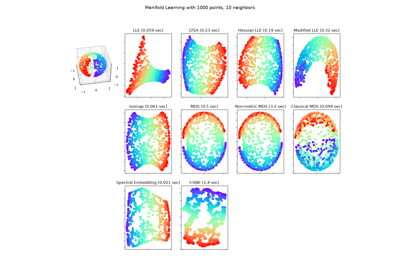 Manifold Learning with 1000 points, 10 neighbors
LLE (0.059 sec)
LTSA (0.23 sec)
Hessian LLE (0.19 sec)
Modified LLE (0.32 sec)
Isomap (0.061 sec)
MDS (0.5 sec)
Non-metric MDS (3.2 sec)
Classical MDS (0.099 sec)
Spectral Embedding (0.021 sec)
t-SNE (1.4 sec)